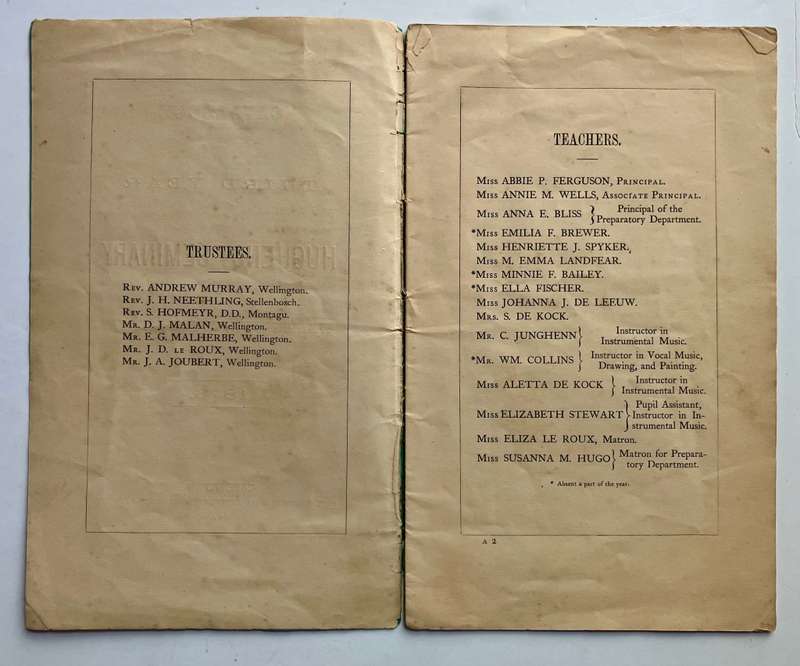 TRUSTEES.
Rev. ANDREW MURRAY, Wellington.
Rev. J. H. NEETHLING, Stellenbosch.
Rev. S. HOFMEYR, D.D., Montagu.
Mr. D. J. MALAN, Wellington.
Mr. E. G. MALHERBE, Wellington.
Mr. J. D. le ROUX, Wellington.
Mr. J. A. JOUBERT, Wellington.
TEACHERS.
Miss ABBIE P. FERGUSON, Principal.
Miss ANNIE M. WELLS, Associate Principal.
Miss ANNA E. BLISS } Principal of the
Preparatory Department.
*Miss EMILIA F. BREWER.
Miss HENRIETTE J. SPYKER.
Miss M. EMMA LANDFEAR.
*Miss MINNIE F. BAILEY.
*Miss ELLA FISCHER.
Miss JOHANNA J. DE LEEUW.
Mrs. S. DE KOCK.
Mr. C. JUNGHENN } Instructor in
Instrumental Music.
*Mr. WM. COLLINS } Instructor in Vocal Music,
Drawing, and Painting.
Miss ALETTA DE KOCK } Instructor in
Instrumental Music.
Miss ELIZABETH STEWART } Pupil Assistant,
Instructor in In-
strumental Music.
Miss ELIZA LE ROUX, Matron.
Miss SUSANNA M. HUGO } Matron for Prepara-
tory Department.
* Absent a part of the year.
A 2